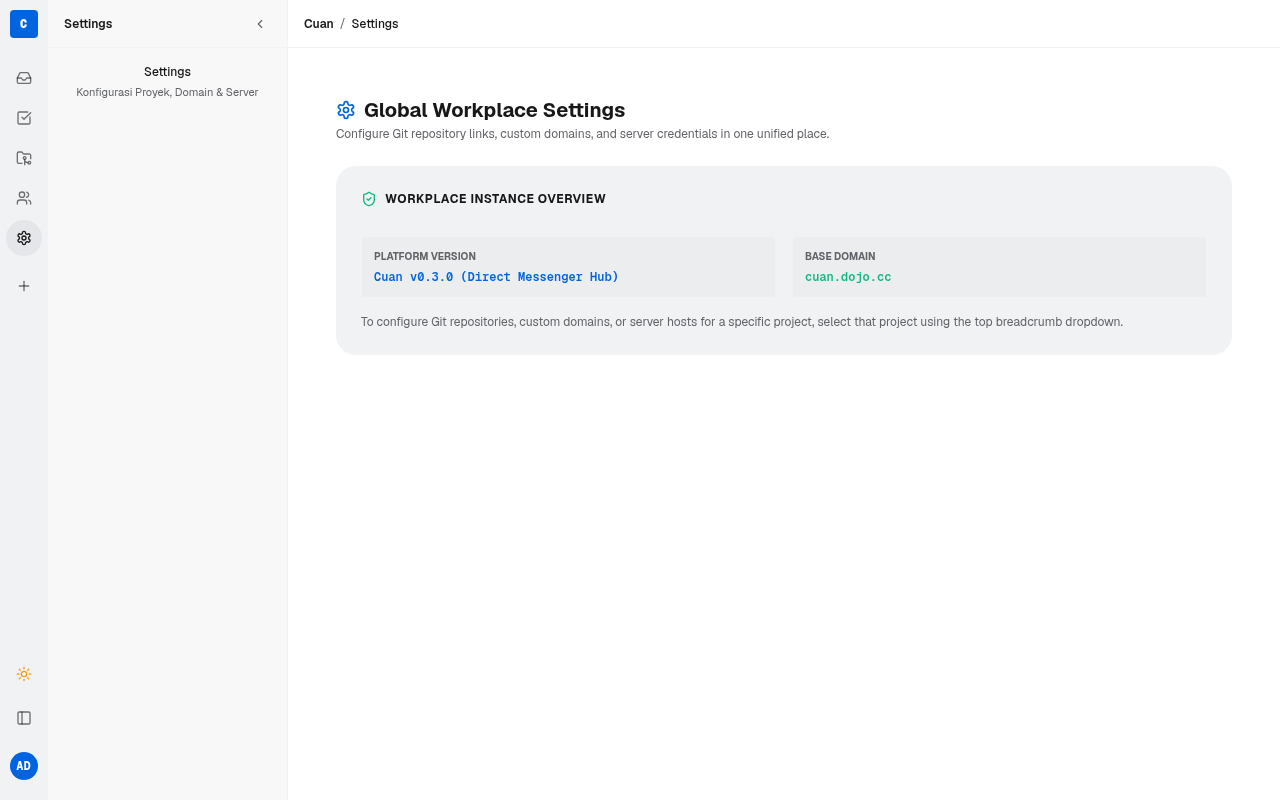 C
Settings
Cuan / Settings
Settings
Konfigurasi Proyek, Domain & Server
Global Workplace Settings
Configure Git repository links, custom domains, and server credentials in one unified place.
WORKPLACE INSTANCE OVERVIEW
PLATFORM VERSION
Cuan v0.3.0 (Direct Messenger Hub)
BASE DOMAIN
cuan.dojo.cc
To configure Git repositories, custom domains, or server hosts for a specific project, select that project using the top breadcrumb dropdown.
AD